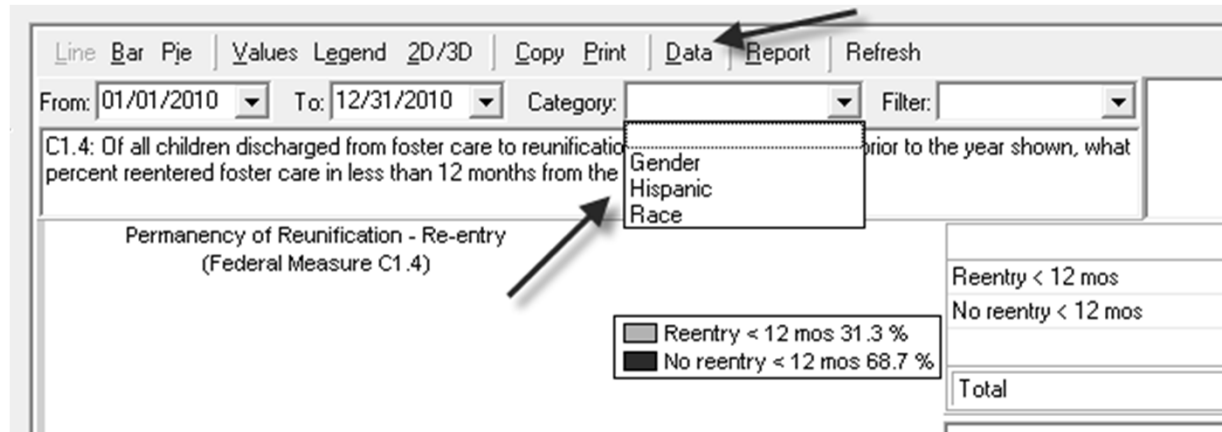 Line Bar Pie Values Legend 2D/3D Copy Print Data Report Refresh
From: 01/01/2010 To: 12/31/2010 Category: Filter:
C1.4: Of all children discharged from foster care to reunificatio prior to the year shown, what
percent reentered foster care in less than 12 months from the
Gender
Hispanic
Race
Permanency of Reunification - Re-entry
(Federal Measure C1.4)
Reentry < 12 mos
No reentry < 12 mos
Reentry < 12 mos 31.3 %
No reentry < 12 mos 68.7 %
Total